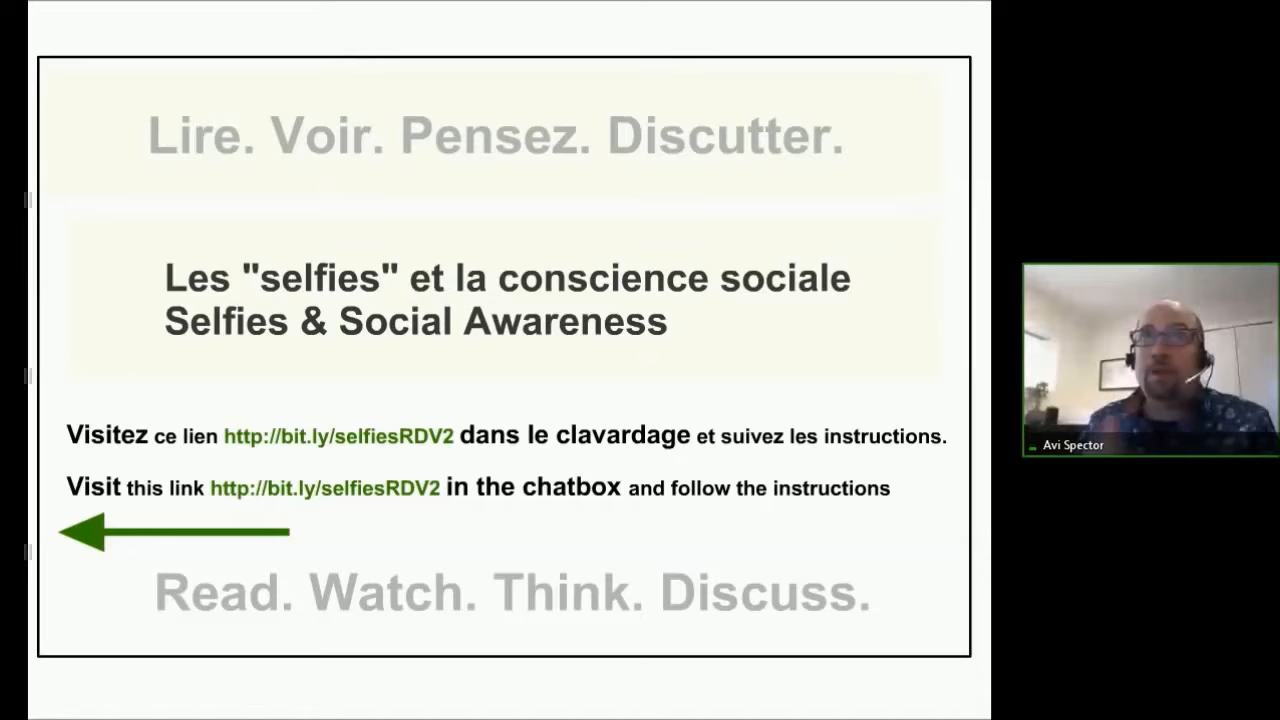 Lire. Voir. Pensez. Discutter.
Les "selfies" et la conscience sociale
Selfies & Social Awareness
Visitez ce lien http://bit.ly/selfiesRDV2 dans le clavardage et suivez les instructions.
Visit this link http://bit.ly/selfiesRDV2 in the chatbox and follow the instructions
Read. Watch. Think. Discuss.
Avi Spector